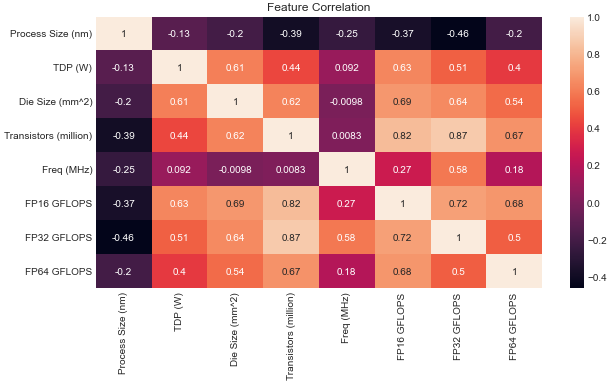 Feature Correlation
Process Size (nm) 1 -0.13 -0.2 -0.39 -0.25 -0.37 -0.46 -0.2
TDP (W) -0.13 1 0.61 0.44 0.092 0.63 0.51 0.4
Die Size (mm^2) -0.2 0.61 1 0.62 -0.0098 0.69 0.64 0.54
Transistors (million) -0.39 0.44 0.62 1 0.0083 0.82 0.87 0.67
Freq (MHz) -0.25 0.092 -0.0098 0.0083 1 0.27 0.58 0.18
FP16 GFLOPS -0.37 0.63 0.69 0.82 0.27 1 0.72 0.68
FP32 GFLOPS -0.46 0.51 0.64 0.87 0.58 0.72 1 0.5
FP64 GFLOPS -0.2 0.4 0.54 0.67 0.18 0.68 0.5 1
Process Size (nm)
TDP (W)
Die Size (mm^2)
Transistors (million)
Freq (MHz)
FP16 GFLOPS
FP32 GFLOPS
FP64 GFLOPS
1.0
0.8
0.6
0.4
0.2
0.0
−0.2
−0.4